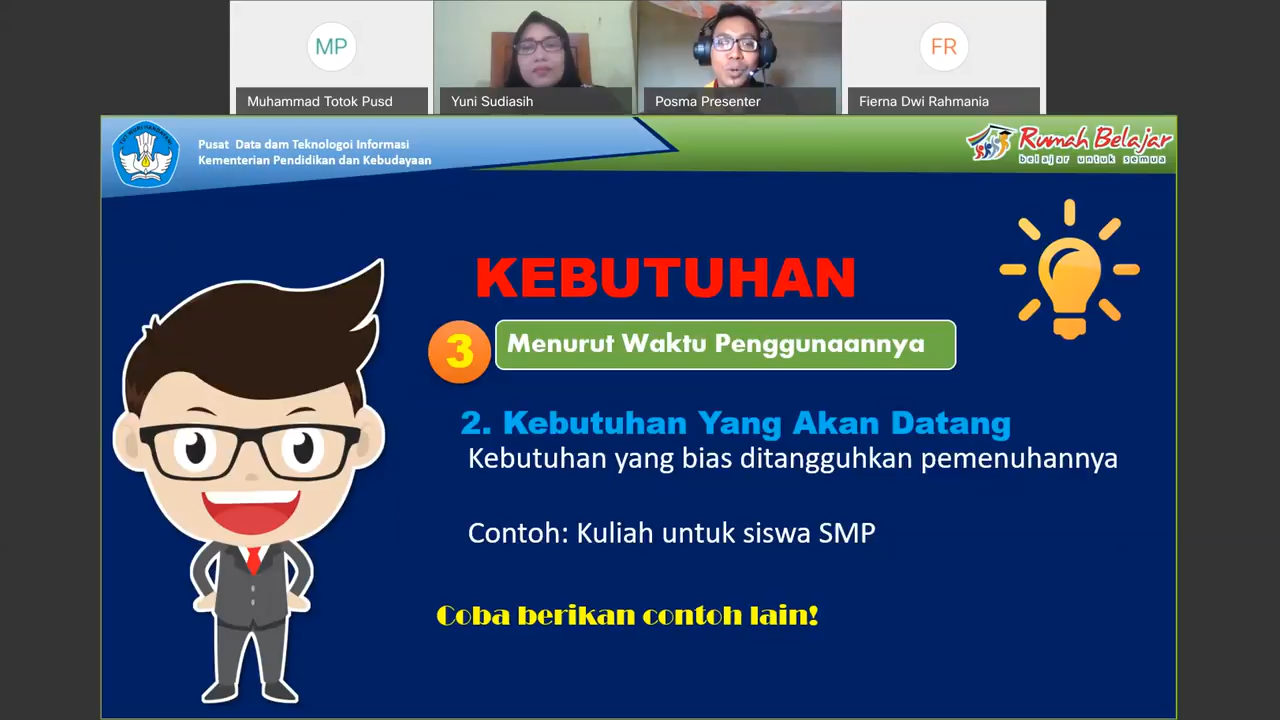 MP
FR
Muhammad Totok Pusd
Yuni Sudiasih
Posma Presenter
Fierna Dwi Rahmania
Pusat Data dam Teknologoi Informasi
Kementerian Pendidikan dan Kebudayaan
Rumah Belajar
belajar untuk semua
KEBUTUHAN
3
Menurut Waktu Penggunaannya
2. Kebutuhan Yang Akan Datang
Kebutuhan yang bias ditangguhkan pemenuhannya
Contoh: Kuliah untuk siswa SMP
Coba berikan contoh lain!